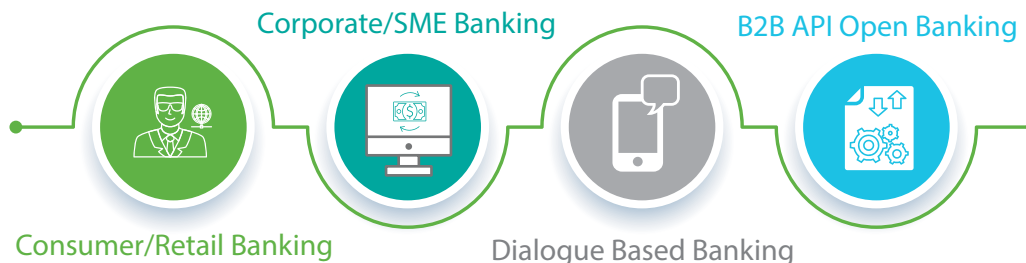 Corporate/SME Banking
B2B API Open Banking
Consumer/Retail Banking
Dialogue Based Banking